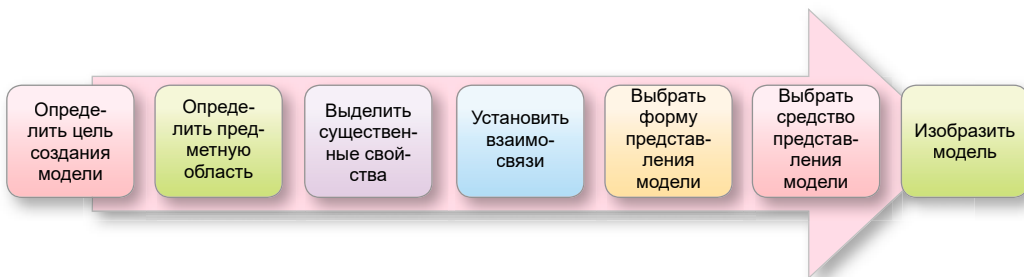 Опреде-
лить цель
создания
модели
Опреде-
лить пред-
метную
область
Выделить
существен-
ные свой-
ства
Установить
взаимо-
связи
Выбрать
форму
представ-
ления
модели
Выбрать
средство
представ-
ления
модели
Изобразить
модель